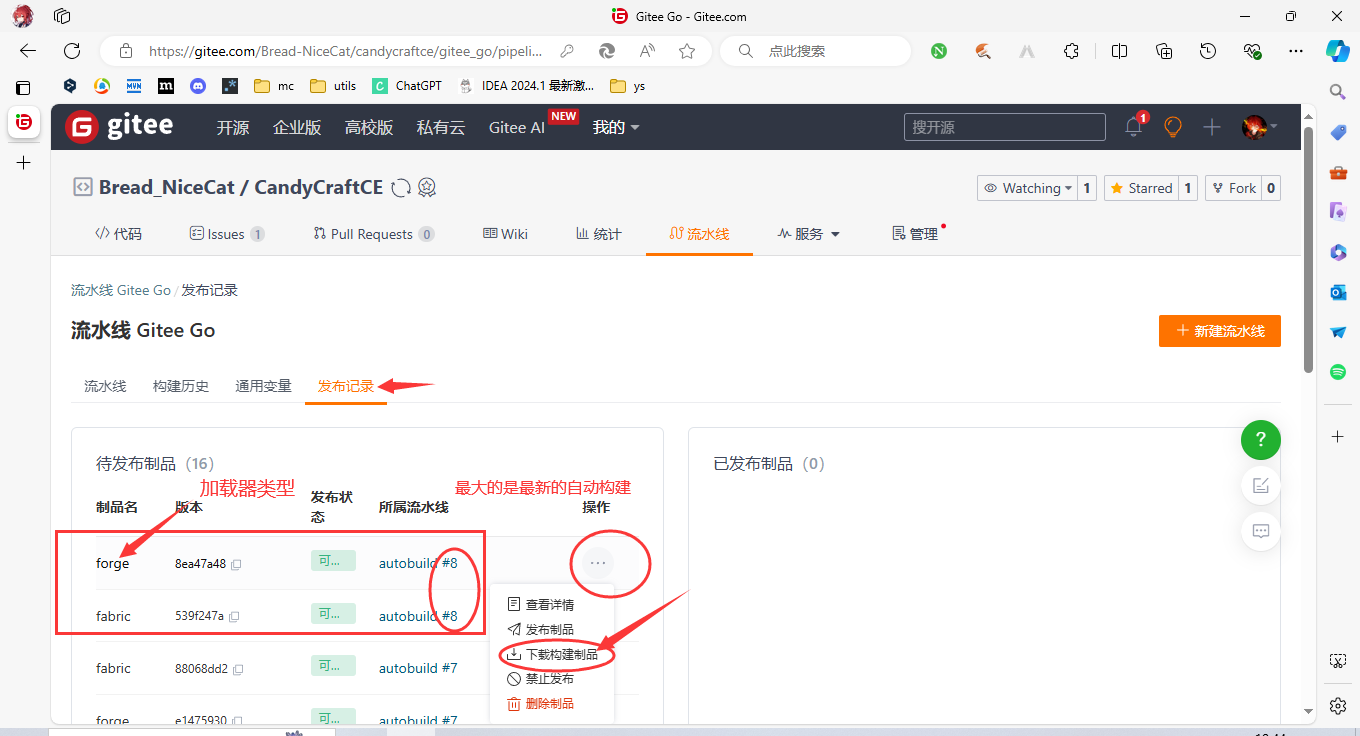 Gitee Go - Gitee.com
https://gitee.com/Bread-NiceCat/candycraftce/gitee_go/pipeli...
点此搜索
mc
utils
ChatGPT
IDEA 2024.1 最新激...
ys
gitee
开源
企业版
高校版
私有云
Gitee AI
NEW
我的
搜开源
1
Bread_NiceCat / CandyCraftCE
Watching 1
Starred 1
Fork 0
代码
Issues 1
Pull Requests 0
Wiki
统计
流水线
服务
管理
流水线 Gitee Go / 发布记录
流水线 Gitee Go
+ 新建流水线
流水线
构建历史
通用变量
发布记录
待发布制品 (16)
已发布制品 (0)
加载器类型
最大的是最新的自动构建
制品名
版本
发布状态
所属流水线
操作
forge 8ea47a48 可... autobuild #8 ...
fabric 539f247a 可... autobuild #8
fabric 88068dd2 可... autobuild #7
forge e1475930 可... autobuild #7
查看详情
发布制品
下载构建制品
禁止发布
删除制品
?